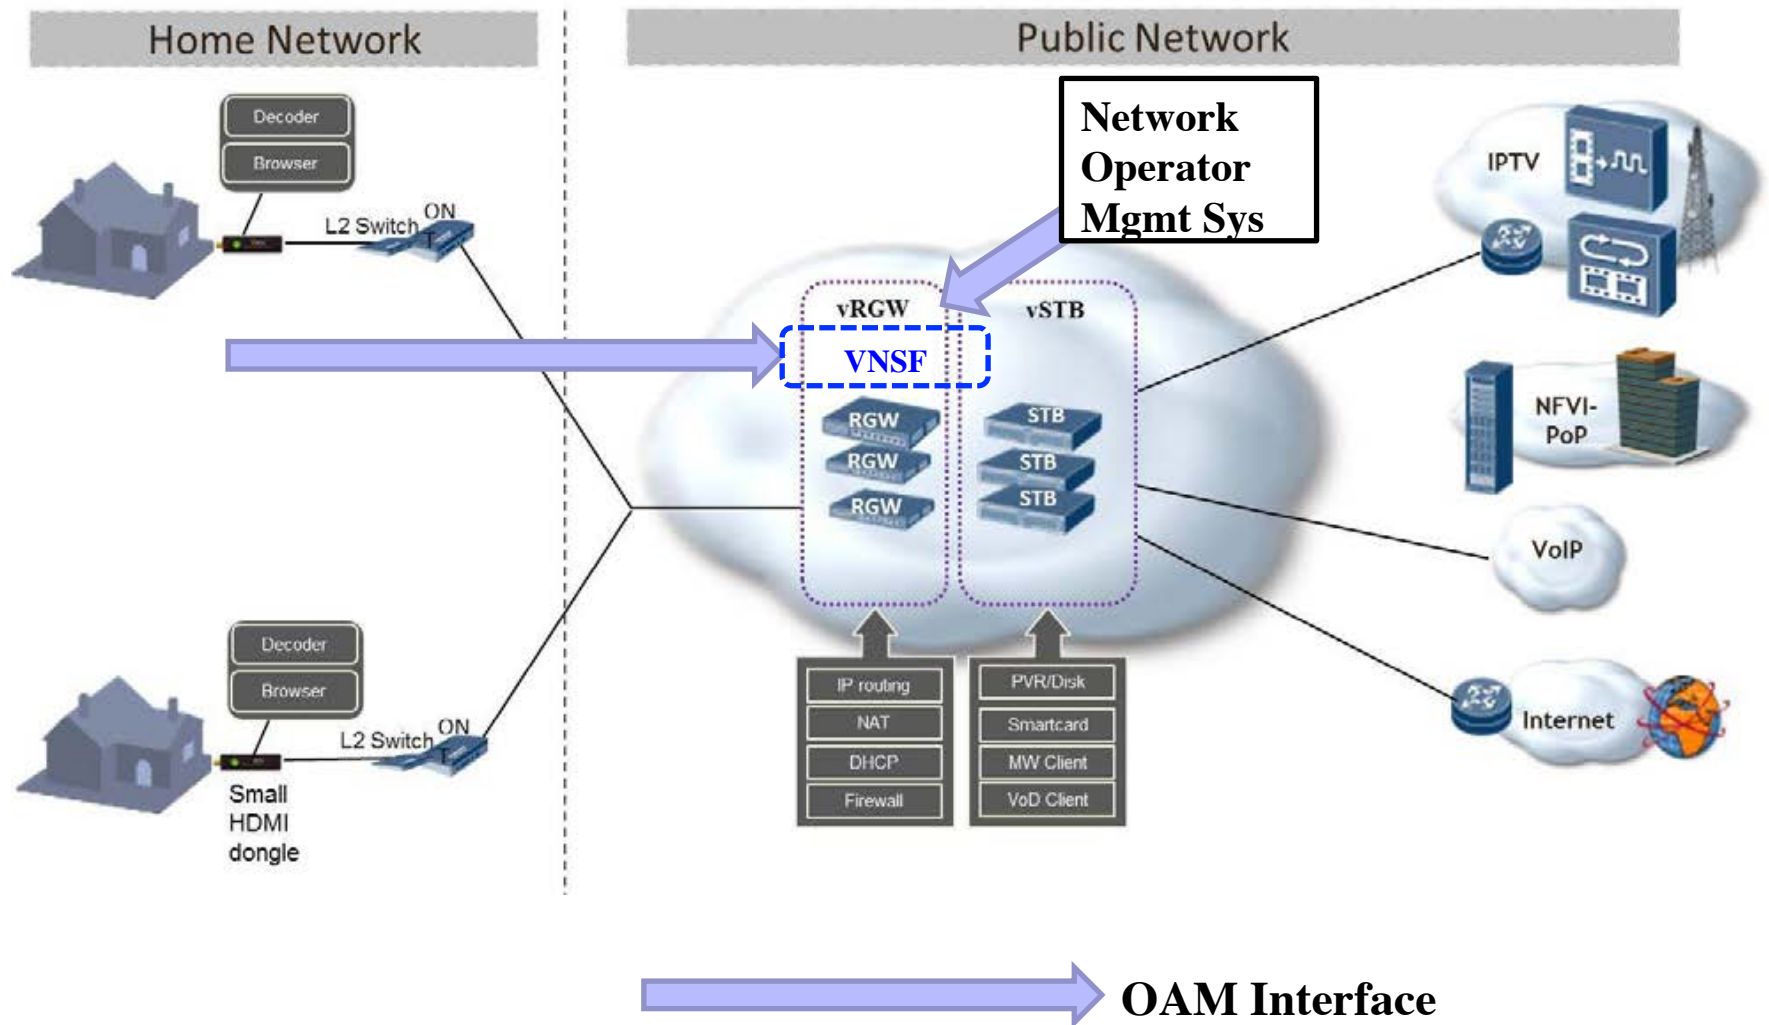 Home Network
Public Network
Decoder
Browser
L2 Switch
ON
T
Network
Operator
Mgmt Sys
IPTV
vRGW
vSTB
VNSF
RGW
RGW
RGW
STB
STB
STB
NFVI-
PoP
VoIP
Internet
Decoder
Browser
L2 Switch
ON
T
Small
HDMI
dongle
IP routing
NAT
DHCP
Firewall
PVR/Disk
Smartcard
MW Client
VoD Client
OAM Interface